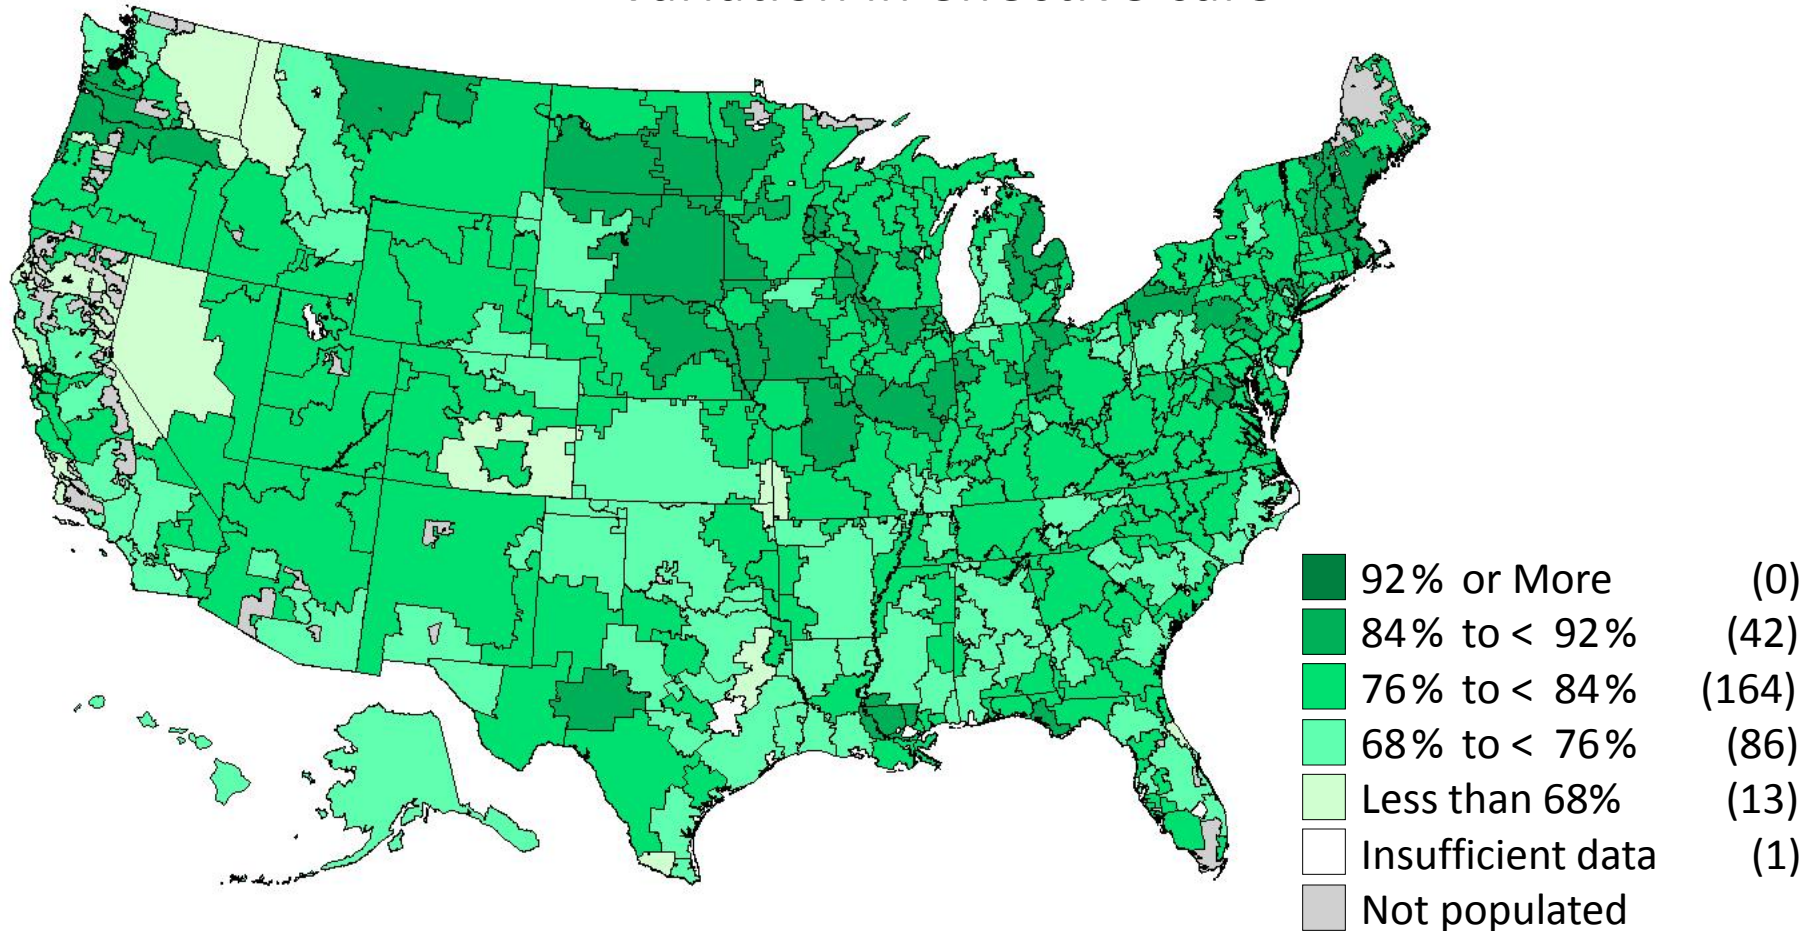 92% or More (0)
84% to < 92% (42)
76% to < 84% (164)
68% to < 76% (86)
Less than 68% (13)
Insufficient data (1)
Not populated